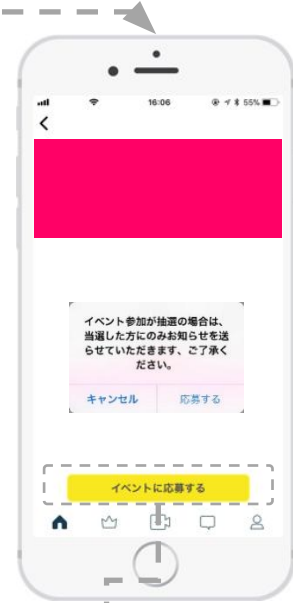 16:06
55%
イベント参加が抽選の場合は、
当選した方にのみお知らせを送
らせていただきます、ご了承く
ださい。
キャンセル 応募する
イベントに応募する